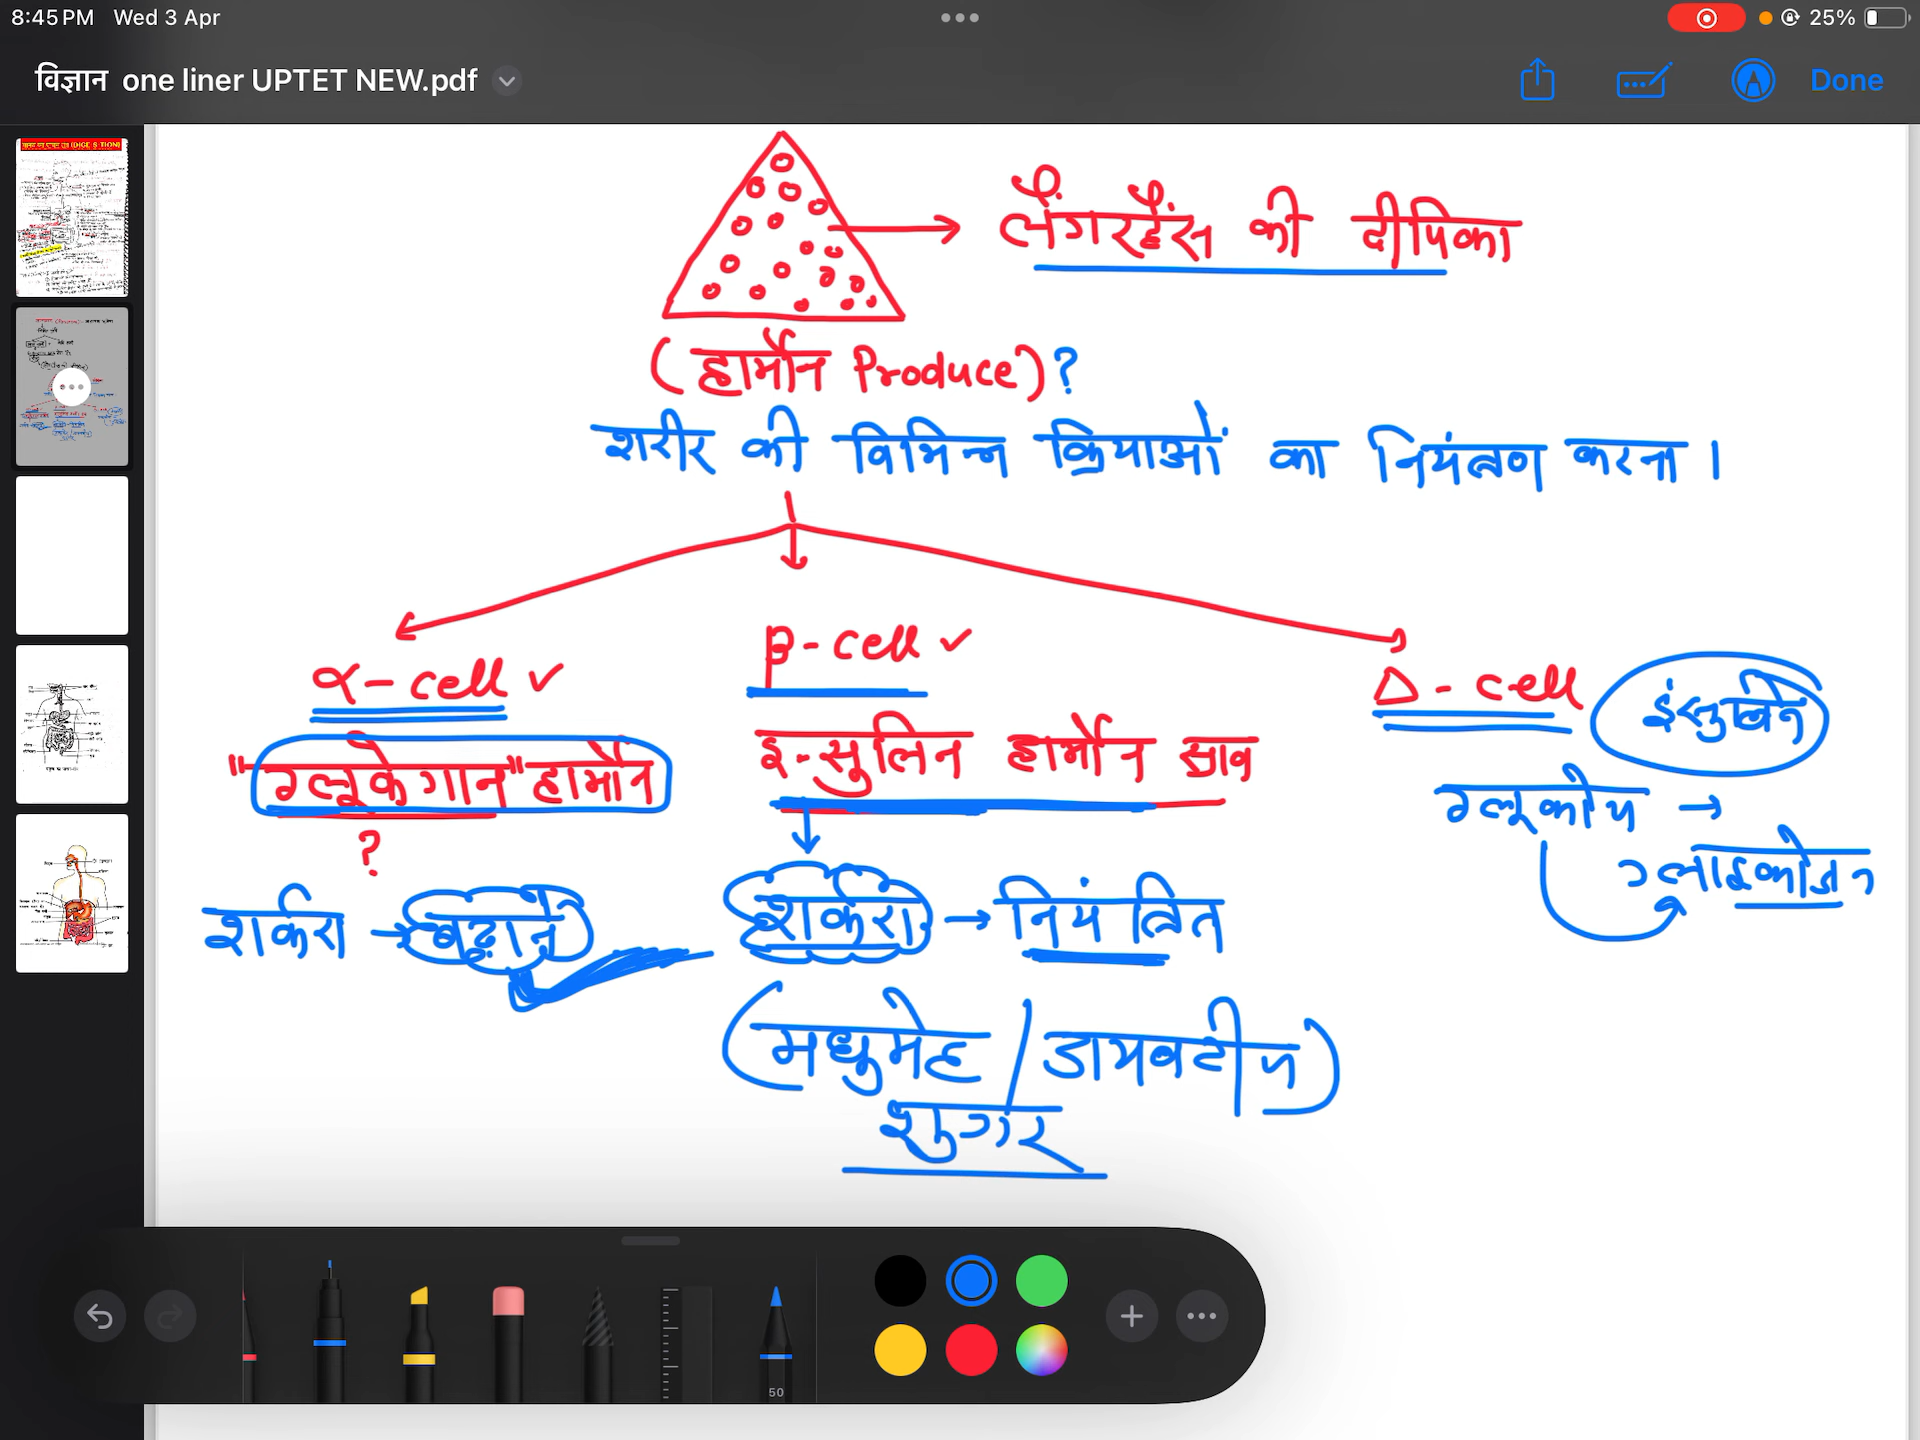 8:45 PM Wed 3 Apr
25%
विज्ञान one liner UPTET NEW.pdf
Done
लैंगरहैंस की दीपिका
(हार्मोन Produce)?
शरीर की विभिन्न क्रियाओं का नियंत्रण करना ।
α-cell ✓
β-cell ✓
Δ-cell
इंसुलिन
"ग्लूकेगान" हार्मोन
इन्सुलिन हार्मोन स्राव
?
ग्लूकोज →
ग्लाइकोजन
शर्करा → बढ़ाने
शर्करा → नियंत्रित
(मधुमेह / डायबटीज)
शुगर
50